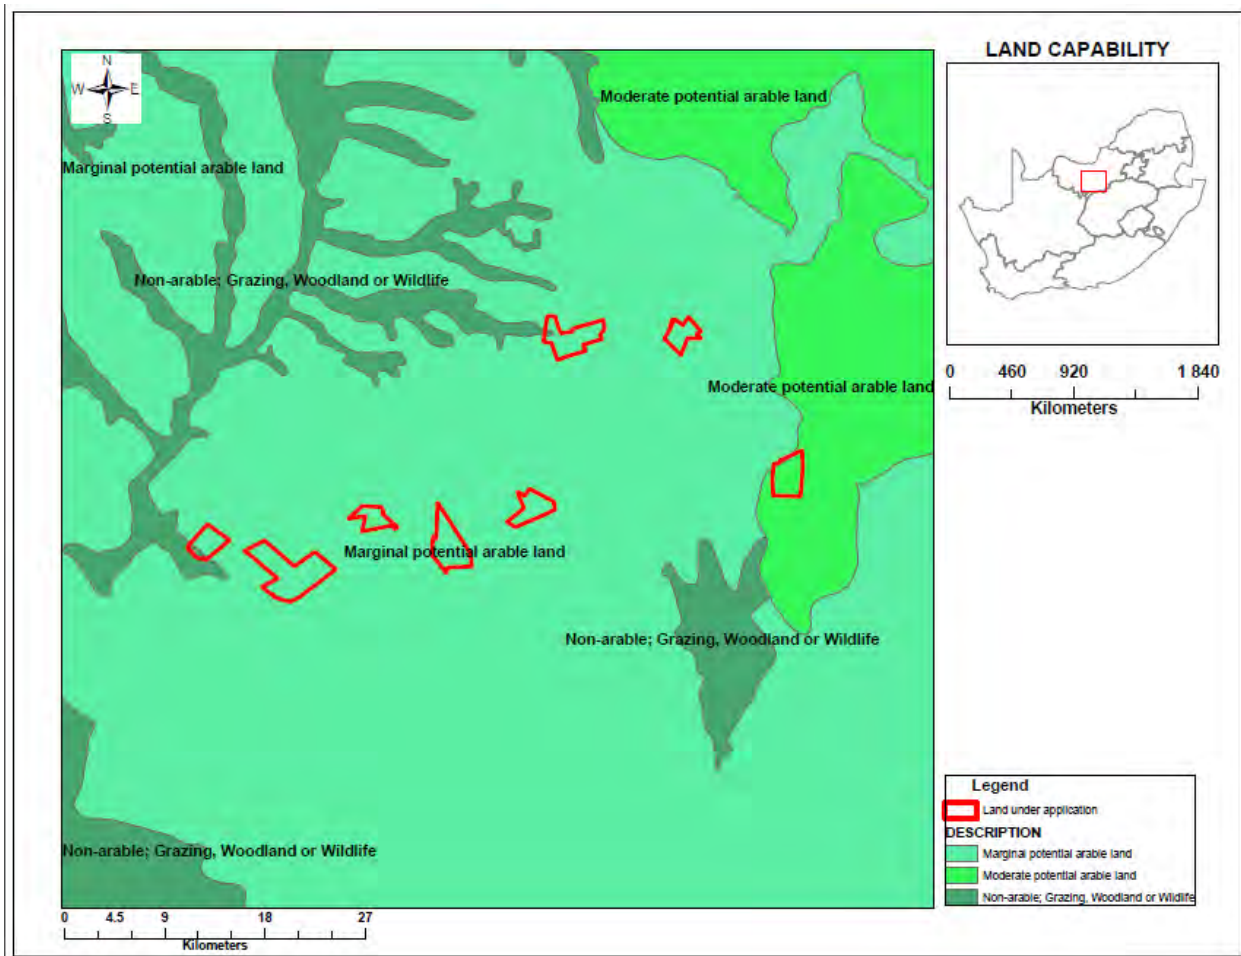 LAND CAPABILITY
N
W E
S
Moderate potential arable land
Marginal potential arable land
Non-arable; Grazing, Woodland or Wildlife
0 460 920 1 840
Kilometers
Moderate potential arable land
Marginal potential arable land
Non-arable; Grazing, Woodland or Wildlife
Legend
Land under application
DESCRIPTION
Marginal potential arable land
Moderate potential arable land
Non-arable; Grazing, Woodland or Wildlife
Non-arable; Grazing, Woodland or Wildlife
0 4.5 9 18 27
Kilometers